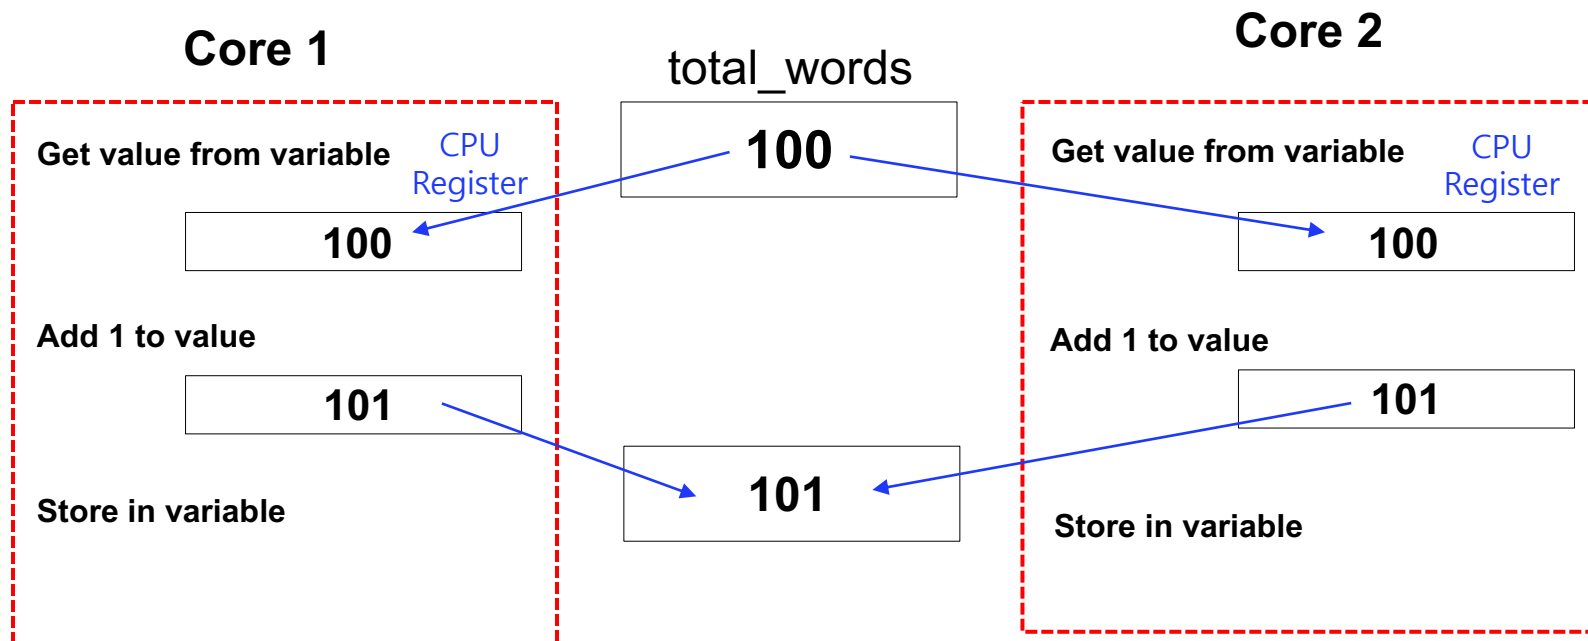 Core 1
Core 2
total_words
Get value from variable
CPU
Register
100
Get value from variable
CPU
Register
100
100
Add 1 to value
Add 1 to value
101
101
101
Store in variable
Store in variable